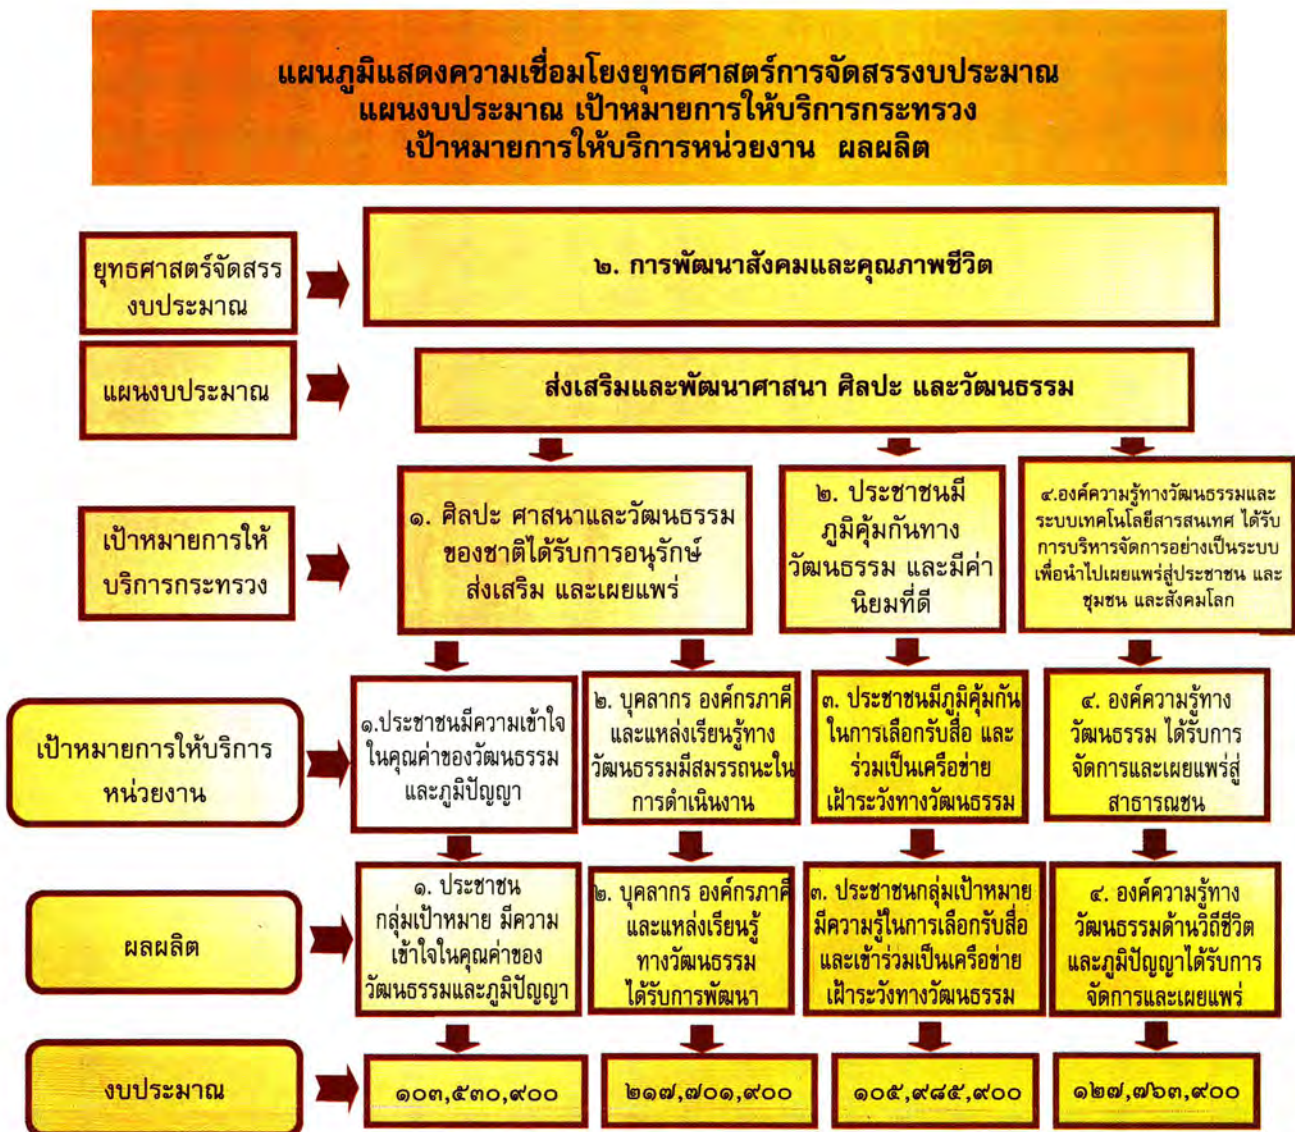 แผนภูมิแสดงความเชื่อมโยงยุทธศาสตร์การจัดสรรงบประมาณ
แผนงบประมาณ เป้าหมายการให้บริการกระทรวง
เป้าหมายการให้บริการหน่วยงาน ผลผลิต
ยุทธศาสตร์จัดสรร
งบประมาณ
๒. การพัฒนาสังคมและคุณภาพชีวิต
แผนงบประมาณ
ส่งเสริมและพัฒนาศาสนา ศิลปะ และวัฒนธรรม
เป้าหมายการให้
บริการกระทรวง
๑. ศิลปะ ศาสนาและวัฒนธรรม
ของชาติได้รับการอนุรักษ์
ส่งเสริม และเผยแพร่
๒. ประชาชนมี
ภูมิคุ้มกันทาง
วัฒนธรรม และมีค่า
นิยมที่ดี
๔.องค์ความรู้ทางวัฒนธรรมและ
ระบบเทคโนโลยีสารสนเทศ ได้รับ
การบริหารจัดการอย่างเป็นระบบ
เพื่อนำไปเผยแพร่สู่ประชาชน และ
ชุมชน และสังคมโลก
เป้าหมายการให้บริการ
หน่วยงาน
๑.ประชาชนมีความเข้าใจ
ในคุณค่าของวัฒนธรรม
และภูมิปัญญา
๒. บุคลากร องค์กรภาคี
และแหล่งเรียนรู้ทาง
วัฒนธรรมมีสมรรถนะใน
การดำเนินงาน
๓. ประชาชนมีภูมิคุ้มกัน
ในการเลือกรับสื่อ และ
ร่วมเป็นเครือข่าย
เฝ้าระวังทางวัฒนธรรม
๔. องค์ความรู้ทาง
วัฒนธรรม ได้รับการ
จัดการและเผยแพร่สู่
สาธารณชน
ผลผลิต
๑. ประชาชน
กลุ่มเป้าหมาย มีความ
เข้าใจในคุณค่าของ
วัฒนธรรมและภูมิปัญญา
๒. บุคลากร องค์กรภาคี
และแหล่งเรียนรู้
ทางวัฒนธรรม
ได้รับการพัฒนา
๓. ประชาชนกลุ่มเป้าหมาย
มีความรู้ในการเลือกรับสื่อ
และเข้าร่วมเป็นเครือข่าย
เฝ้าระวังทางวัฒนธรรม
๔. องค์ความรู้ทาง
วัฒนธรรมด้านวิถีชีวิต
และภูมิปัญญาได้รับการ
จัดการและเผยแพร่
งบประมาณ
๑๐๓,๕๓๐,๙๐๐
๒๑๗,๗๐๑,๙๐๐
๑๐๕,๙๘๕,๙๐๐
๑๒๗,๗๖๓,๙๐๐